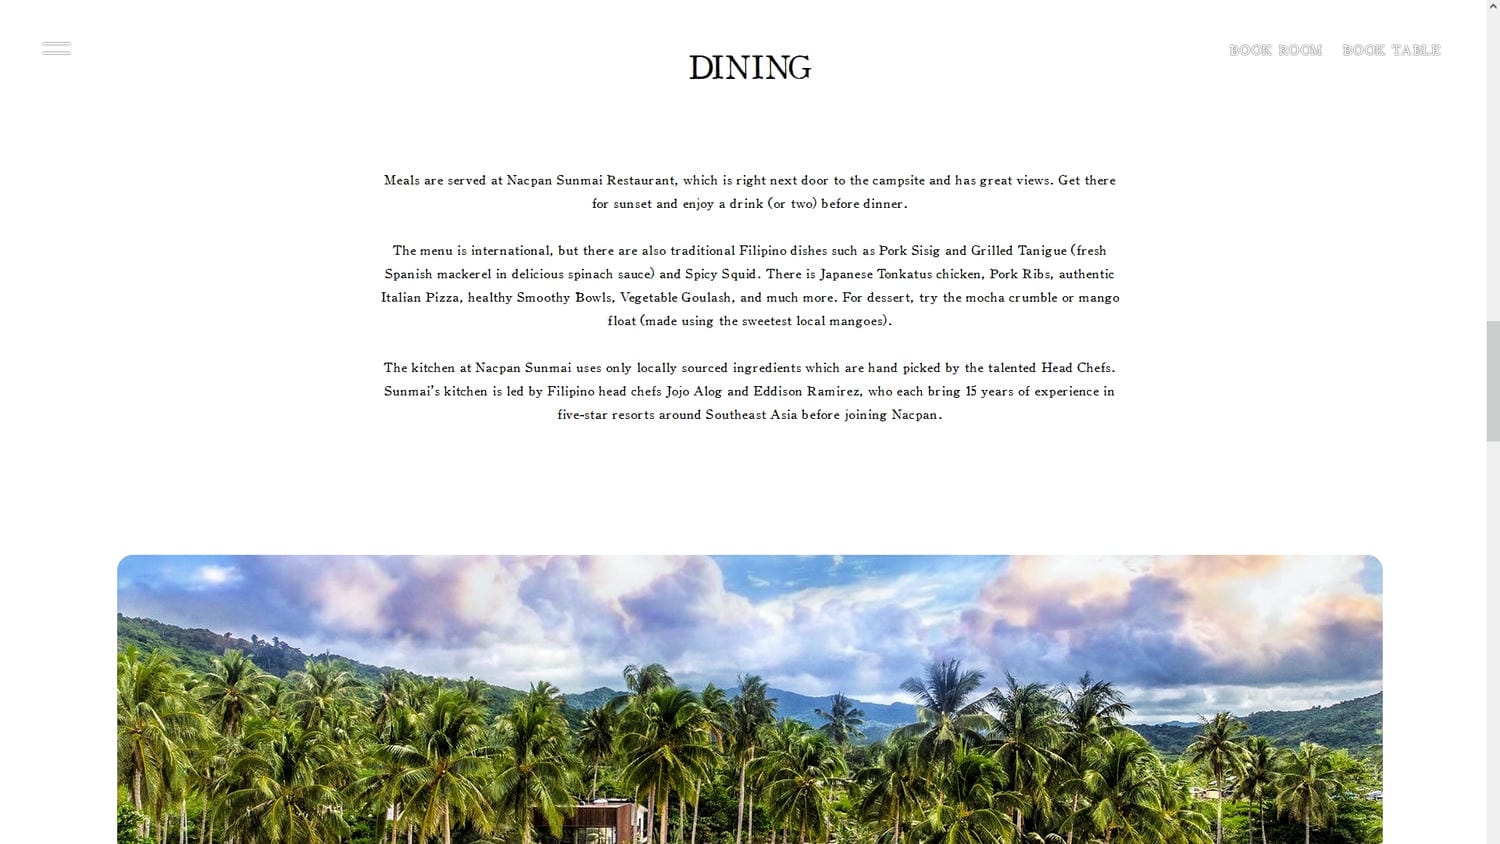 BOOK ROOM BOOK TABLE
DINING
Meals are served at Nacpan Sunmai Restaurant, which is right next door to the campsite and has great views. Get there
for sunset and enjoy a drink (or two) before dinner.
The menu is international, but there are also traditional Filipino dishes such as Pork Sisig and Grilled Tanigue (fresh
Spanish mackerel in delicious spinach sauce) and Spicy Squid. There is Japanese Tonkatus chicken, Pork Ribs, authentic
Italian Pizza, healthy Smoothy Bowls, Vegetable Goulash, and much more. For dessert, try the mocha crumble or mango
float (made using the sweetest local mangoes).
The kitchen at Nacpan Sunmai uses only locally sourced ingredients which are hand picked by the talented Head Chefs.
Sunmai's kitchen is led by Filipino head chefs Jojo Alog and Eddison Ramirez, who each bring 15 years of experience in
five-star resorts around Southeast Asia before joining Nacpan.